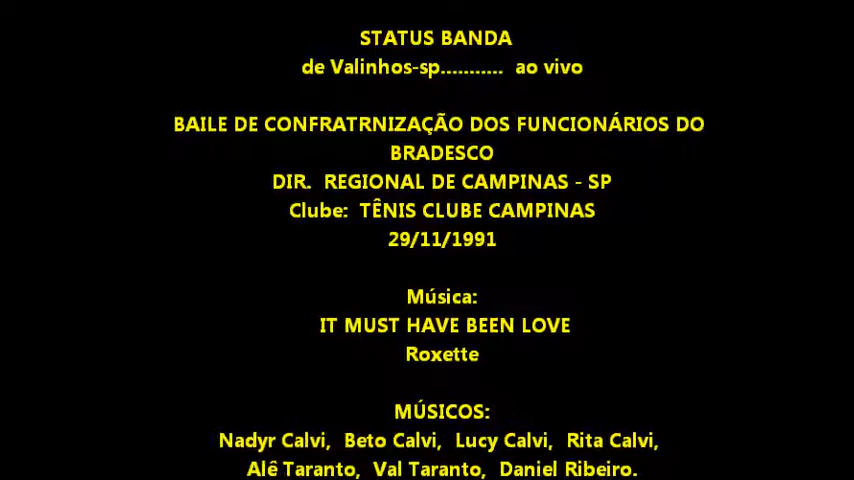 STATUS BANDA
de Valinhos-sp........... ao vivo
BAILE DE CONFRATRNIZAÇÃO DOS FUNCIONÁRIOS DO
BRADESCO
DIR. REGIONAL DE CAMPINAS - SP
Clube: TÊNIS CLUBE CAMPINAS
29/11/1991
Música:
IT MUST HAVE BEEN LOVE
Roxette
MÚSICOS:
Nadyr Calvi, Beto Calvi, Lucy Calvi, Rita Calvi,
Alê Taranto, Val Taranto, Daniel Ribeiro.